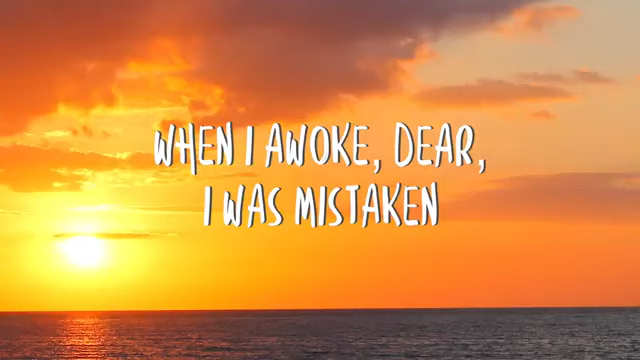 WHEN I AWOKE, DEAR,
I WAS MISTAKEN